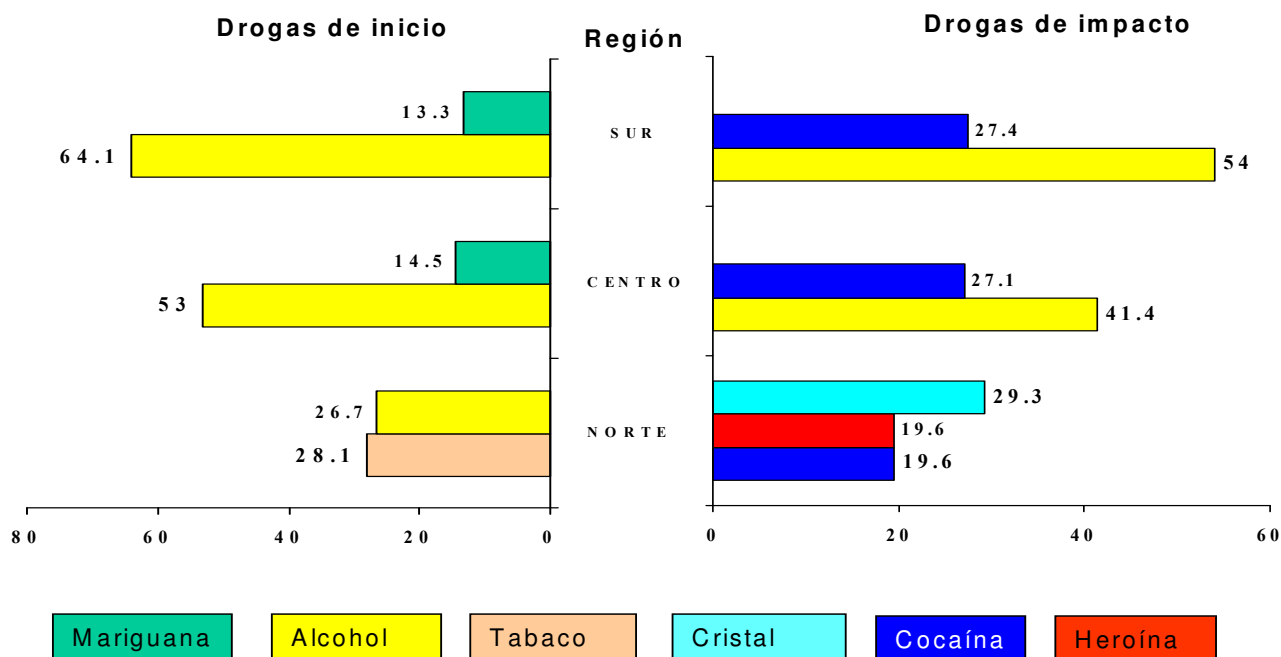 Drogas de inicio
Región
Drogas de impacto
13.3
SUR
27.4
64.1
54
14.5
CENTRO
27.1
53
41.4
26.7
NORTE
29.3
28.1
19.6
19.6
80 60 40 20 0
0 20 40 60
Mariguana Alcohol Tabaco Cristal Cocaína Heroína